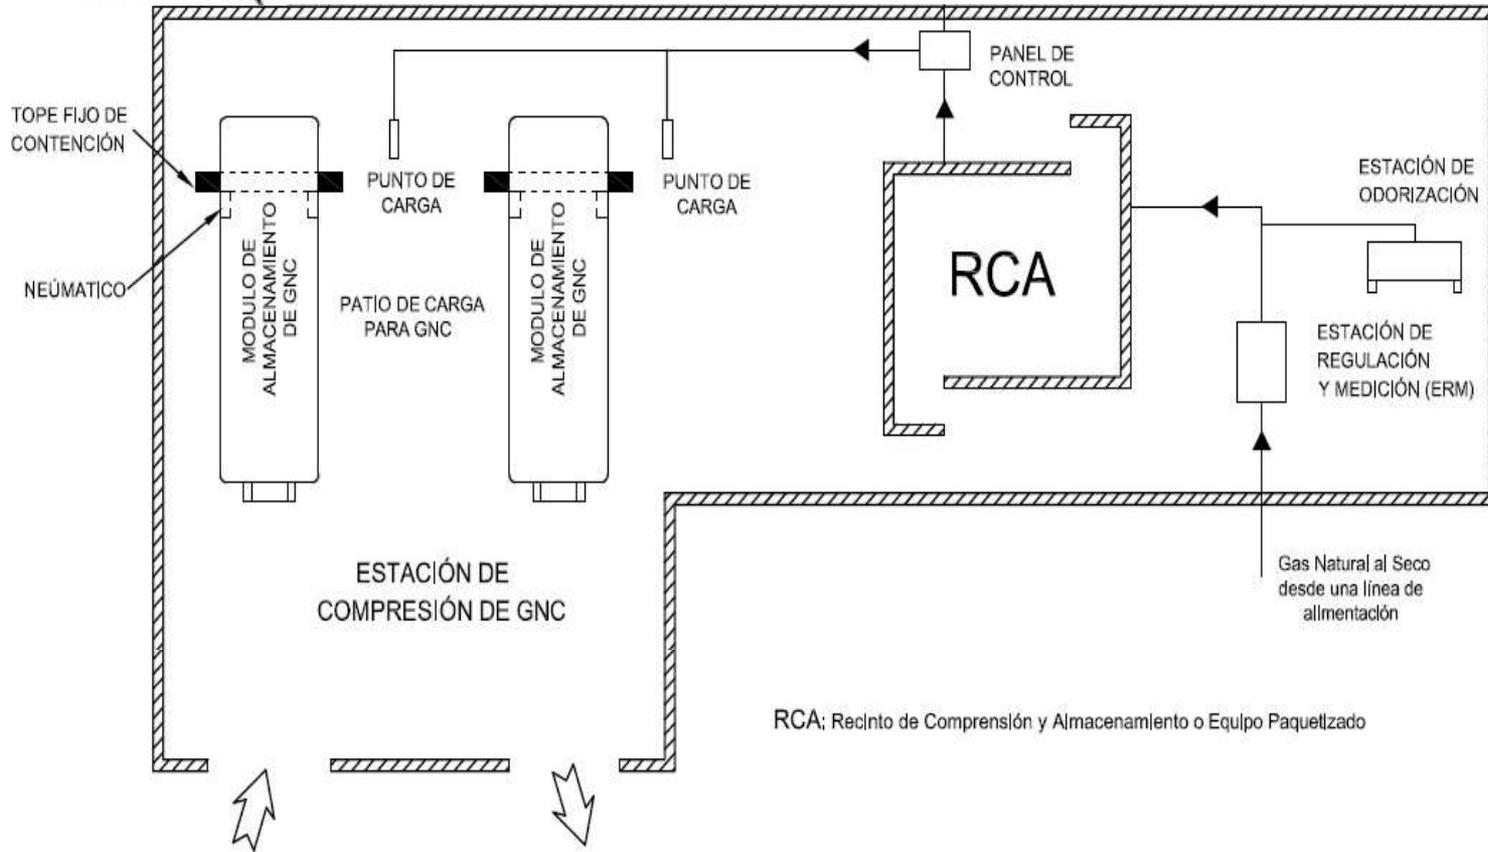 PANEL DE
CONTROL
TOPE FIJO DE
CONTENCIÓN
PUNTO DE
CARGA
PUNTO DE
CARGA
ESTACIÓN DE
ODORIZACIÓN
NEÚMATICO
MODULO DE
ALMACENAMIENTO
DE GNC
PATIO DE CARGA
PARA GNC
MODULO DE
ALMACENAMIENTO
DE GNC
RCA
ESTACIÓN DE
REGULACIÓN
Y MEDICIÓN (ERM)
ESTACIÓN DE
COMPRESIÓN DE GNC
Gas Natural al Seco
desde una línea de
alimentación
RCA: Recinto de Comprensión y Almacenamiento o Equipo Paquetizado